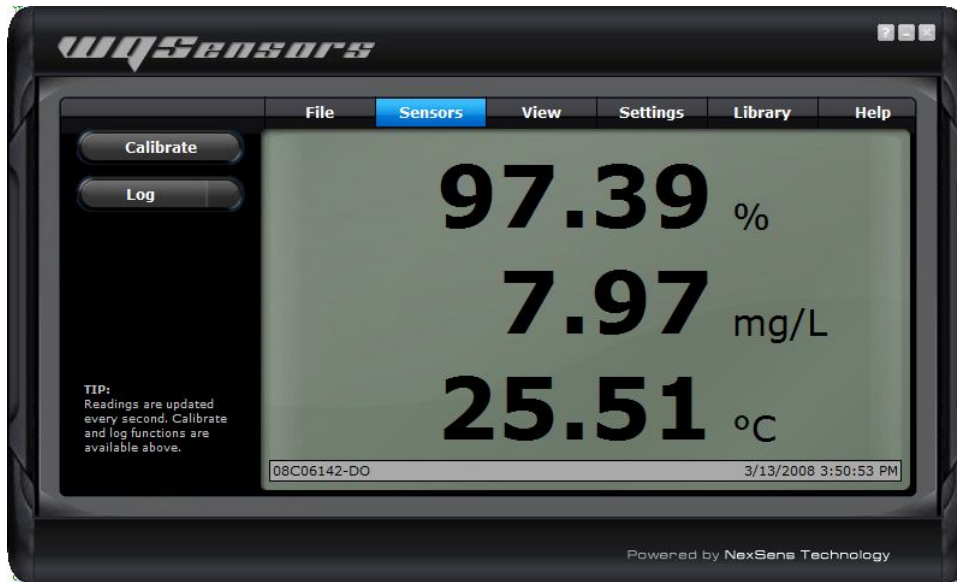 WQSensors
? - x
File Sensors View Settings Library Help
Calibrate
Log
97.39 %
7.97 mg/L
25.51 °C
TIP:
Readings are updated
every second. Calibrate
and log functions are
available above.
08C06142-DO 3/13/2008 3:50:53 PM
Powered by NexSens Technology